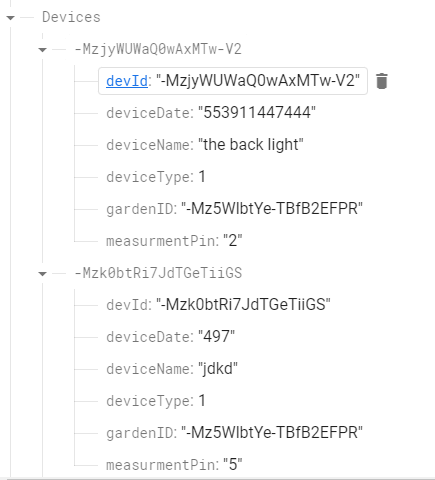 Devices
-MzjyWUWaQ0wAxMTw-V2
devId: "-MzjyWUWaQ0wAxMTw-V2"
deviceDate: "553911447444"
deviceName: "the back light"
deviceType: 1
gardenID: "-Mz5WlbtYe-TBfB2EFPR"
measurmentPin: "2"
-Mzk0btRi7JdTGeTiiGS
devId: "-Mzk0btRi7JdTGeTiiGS"
deviceDate: "497"
deviceName: "jdkd"
deviceType: 1
gardenID: "-Mz5WlbtYe-TBfB2EFPR"
measurmentPin: "5"